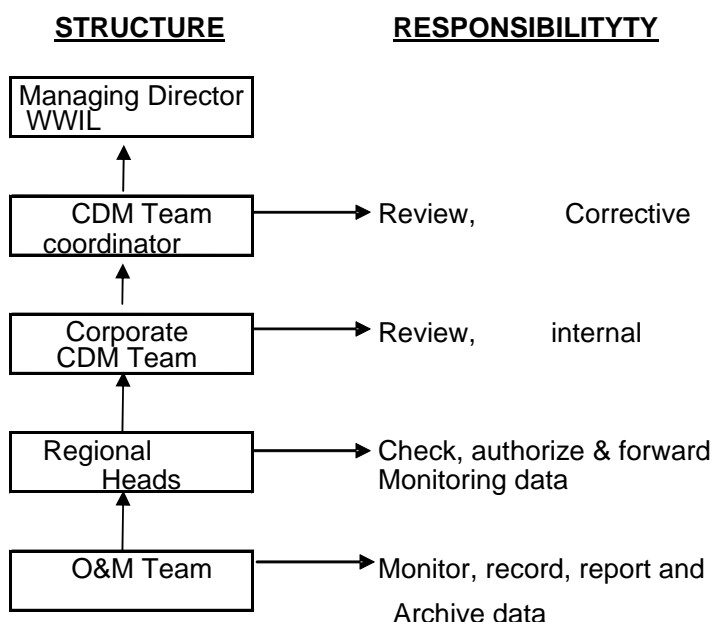 STRUCTURE RESPONSIBILITYTY
Managing Director
WWIL
CDM Team
coordinator
Review, Corrective
Corporate
CDM Team
Review, internal
Regional
Heads
Check, authorize & forward
Monitoring data
O&M Team
Monitor, record, report and
Archive data